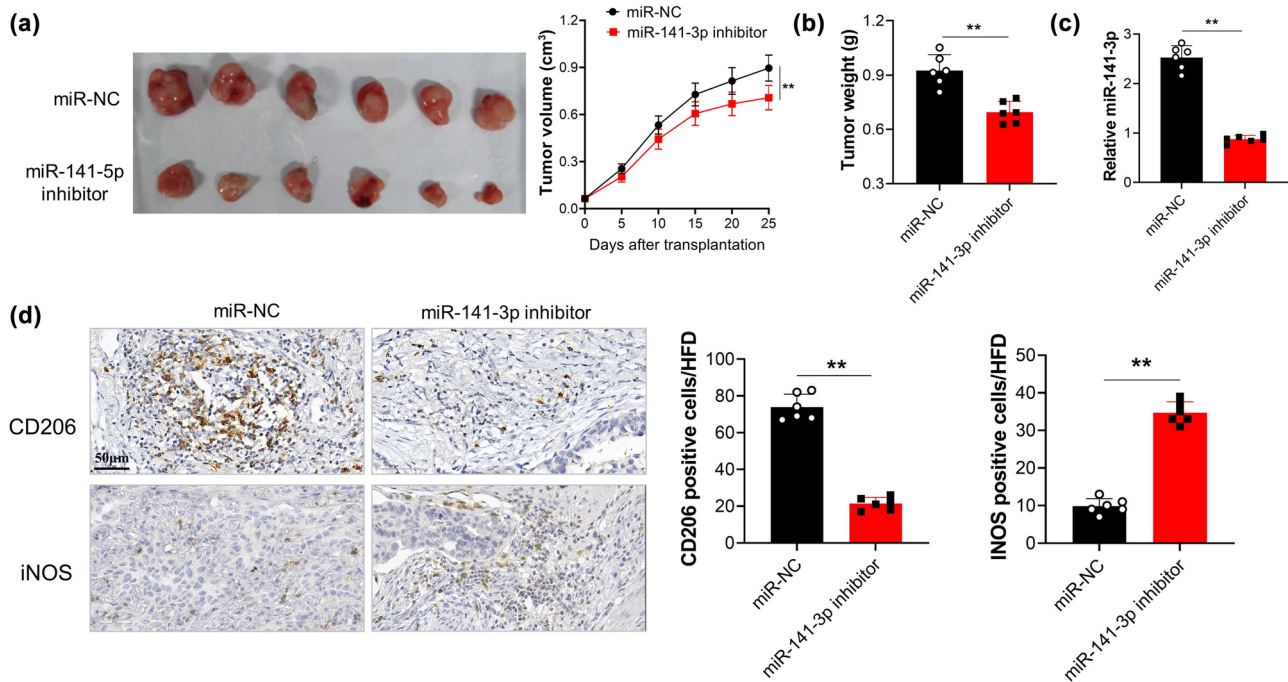 (a)
miR-NC
miR-141-5p
inhibitor
miR-NC
miR-141-3p inhibitor
Tumor volume (cm³)
1.2
0.9
0.6
0.3
0.0
0 5 10 15 20 25
Days after transplantation
**
(b)
Tumor weight (g)
1.2
0.9
0.6
0.3
**
miR-NC
miR-141-3p inhibitor
(c)
Relative miR-141-3p
3
2
1
0
**
miR-NC
miR-141-3p inhibitor
(d)
miR-NC
miR-141-3p inhibitor
CD206
50μm
iNOS
CD206 positive cells/HFD
100
80
60
40
20
0
**
miR-NC
miR-141-3p inhibitor
INOS positive cells/HFD
50
40
30
20
10
0
**
miR-NC
miR-141-3p inhibitor